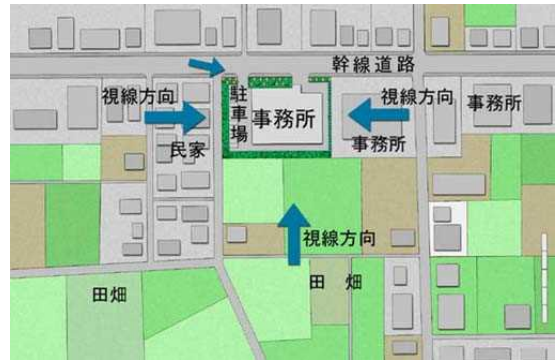 幹線道路
視線方向
駐車場
事務所
視線方向
事務所
民家
事務所
視線方向
田畑
田 畑